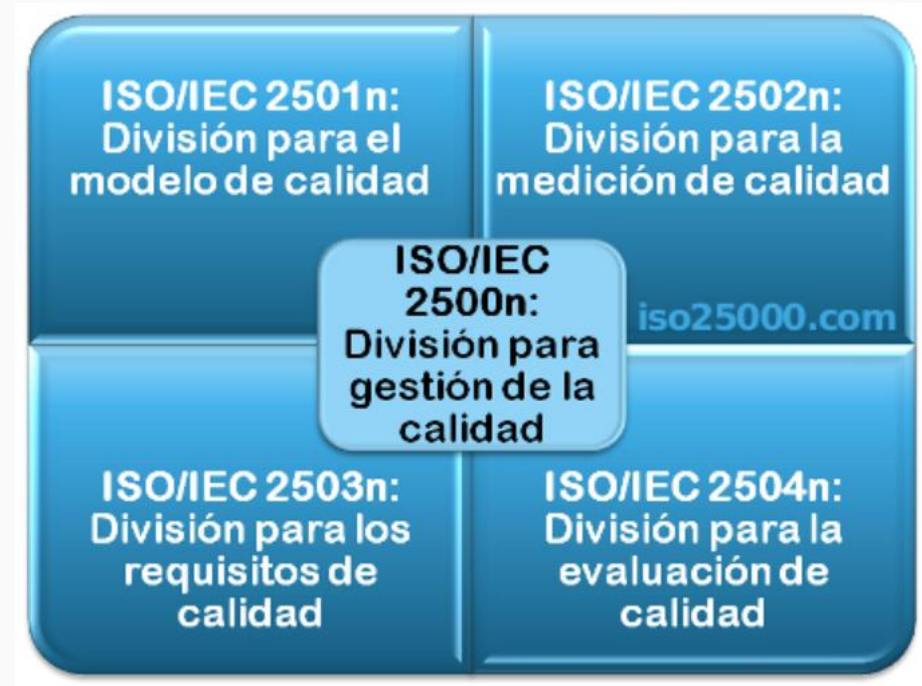 ISO/IEC 2501n:
División para el
modelo de calidad
ISO/IEC 2502n:
División para la
medición de calidad
ISO/IEC
2500n:
División para
gestión de la
calidad
iso25000.com
ISO/IEC 2503n:
División para los
requisitos de
calidad
ISO/IEC 2504n:
División para la
evaluación de
calidad